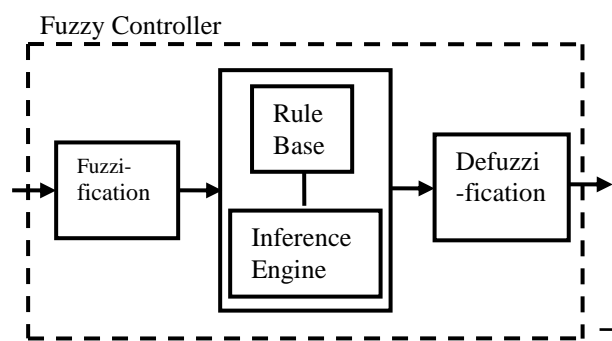 Fuzzy Controller
Fuzzi-
fication
Rule
Base
Inference
Engine
Defuzzi
-fication